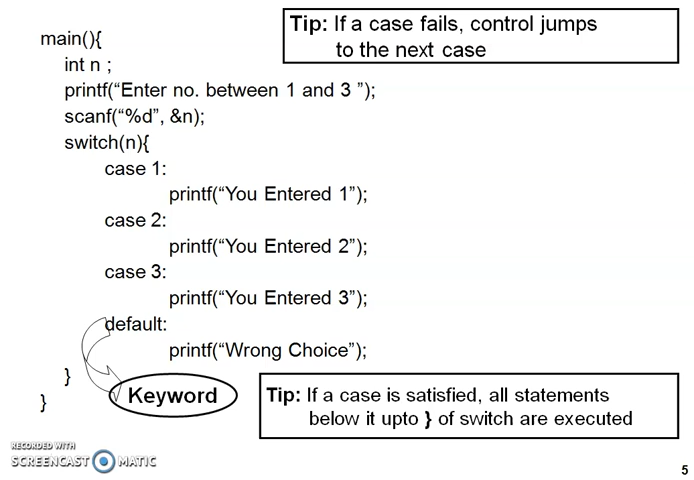 Tip: If a case fails, control jumps
to the next case
main(){
int n ;
printf(“Enter no. between 1 and 3 ”);
scanf(“%d”, &n);
switch(n){
case 1:
printf(“You Entered 1”);
case 2:
printf(“You Entered 2”);
case 3:
printf(“You Entered 3”);
default:
printf(“Wrong Choice”);
}
}
Keyword
Tip: If a case is satisfied, all statements
below it upto } of switch are executed
RECORDED WITH
SCREENCAST MATIC
5